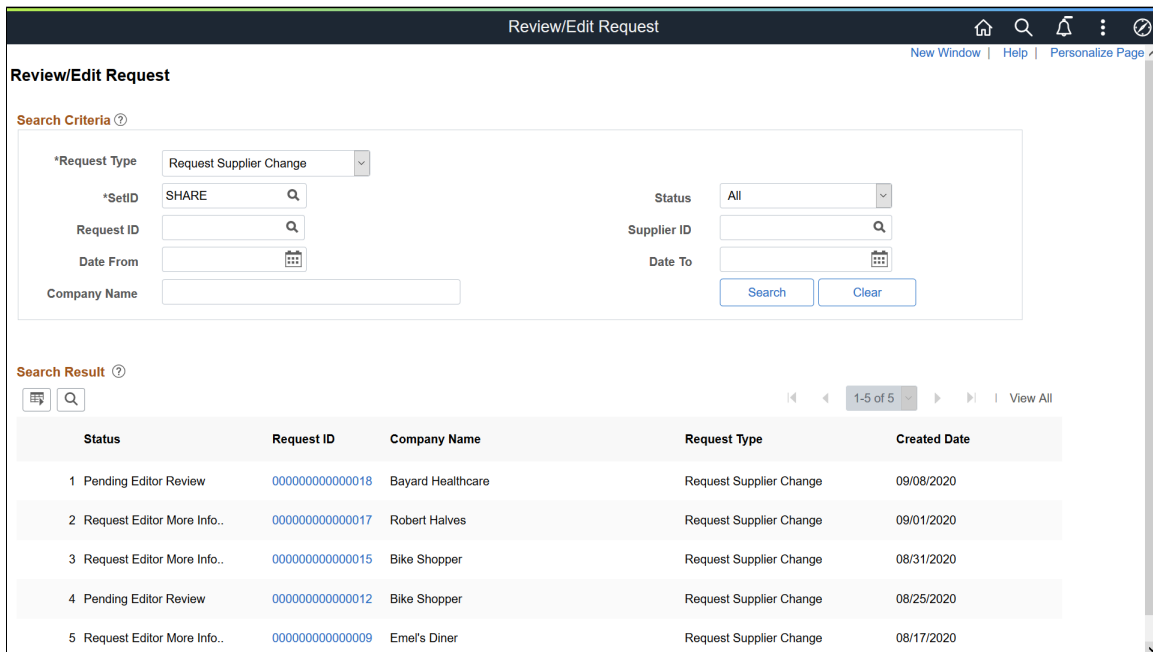 Review/Edit Request
New Window | Help | Personalize Page
Review/Edit Request
Search Criteria ?
*Request Type Request Supplier Change
*SetID SHARE Status All
Request ID Supplier ID
Date From Date To
Company Name Search Clear
Search Result ?
1-5 of 5 | View All
Status Request ID Company Name Request Type Created Date
1 Pending Editor Review 000000000000018 Bayard Healthcare Request Supplier Change 09/08/2020
2 Request Editor More Info.. 000000000000017 Robert Halves Request Supplier Change 09/01/2020
3 Request Editor More Info.. 000000000000015 Bike Shopper Request Supplier Change 08/31/2020
4 Pending Editor Review 000000000000012 Bike Shopper Request Supplier Change 08/25/2020
5 Request Editor More Info.. 000000000000009 Emel's Diner Request Supplier Change 08/17/2020